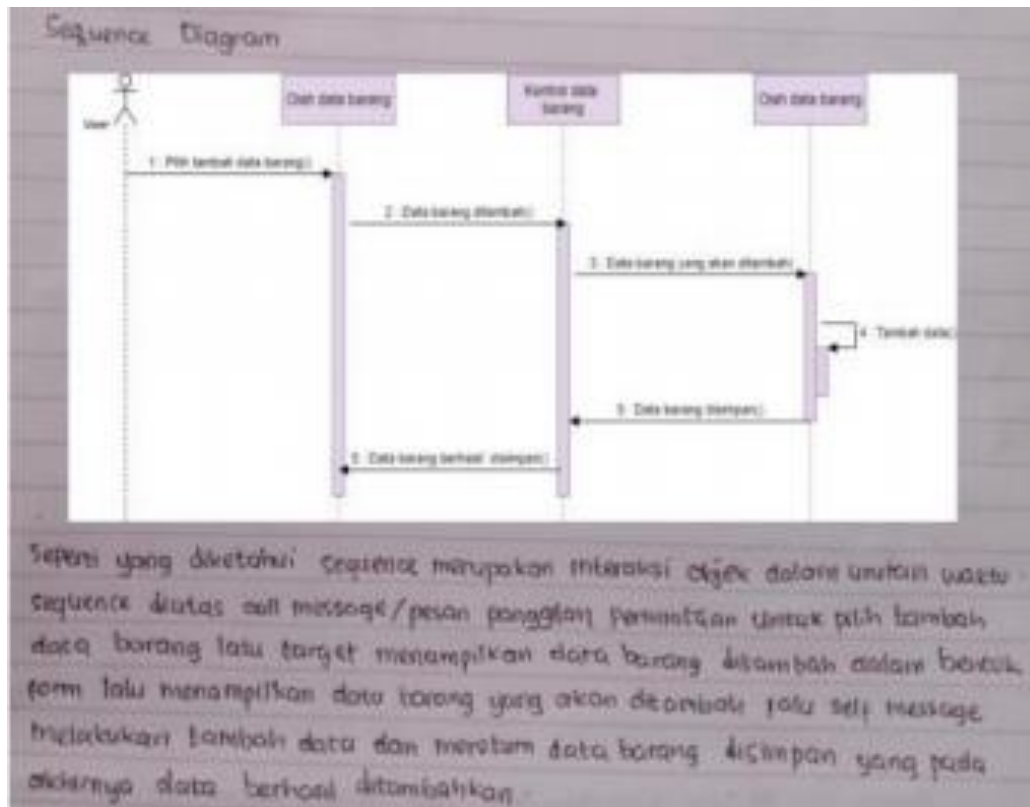 Sequence Diagram
User
Olah data barang
Kontrol data
barang
Olah data barang
1 : Pilih tambah data barang()
2 : Data barang ditambah()
3 : Data barang yang akan ditambah()
4 : Tambah data()
5 : Data barang disimpan()
Data barang berhasil disimpan()
Seperti yang diketahui sequence merupakan interaksi objek dalam urutan waktu
sequence diatas call message/pesan panggilan permintaan untuk pilih tambah
data barang lalu target menampilkan data barang ditambah dalam bentuk
form lalu menampilkan data barang yang akan ditambah lalu self message
melakukan tambah data dan data barang disimpan yang pada
akhirnya data berhasil ditambahkan.